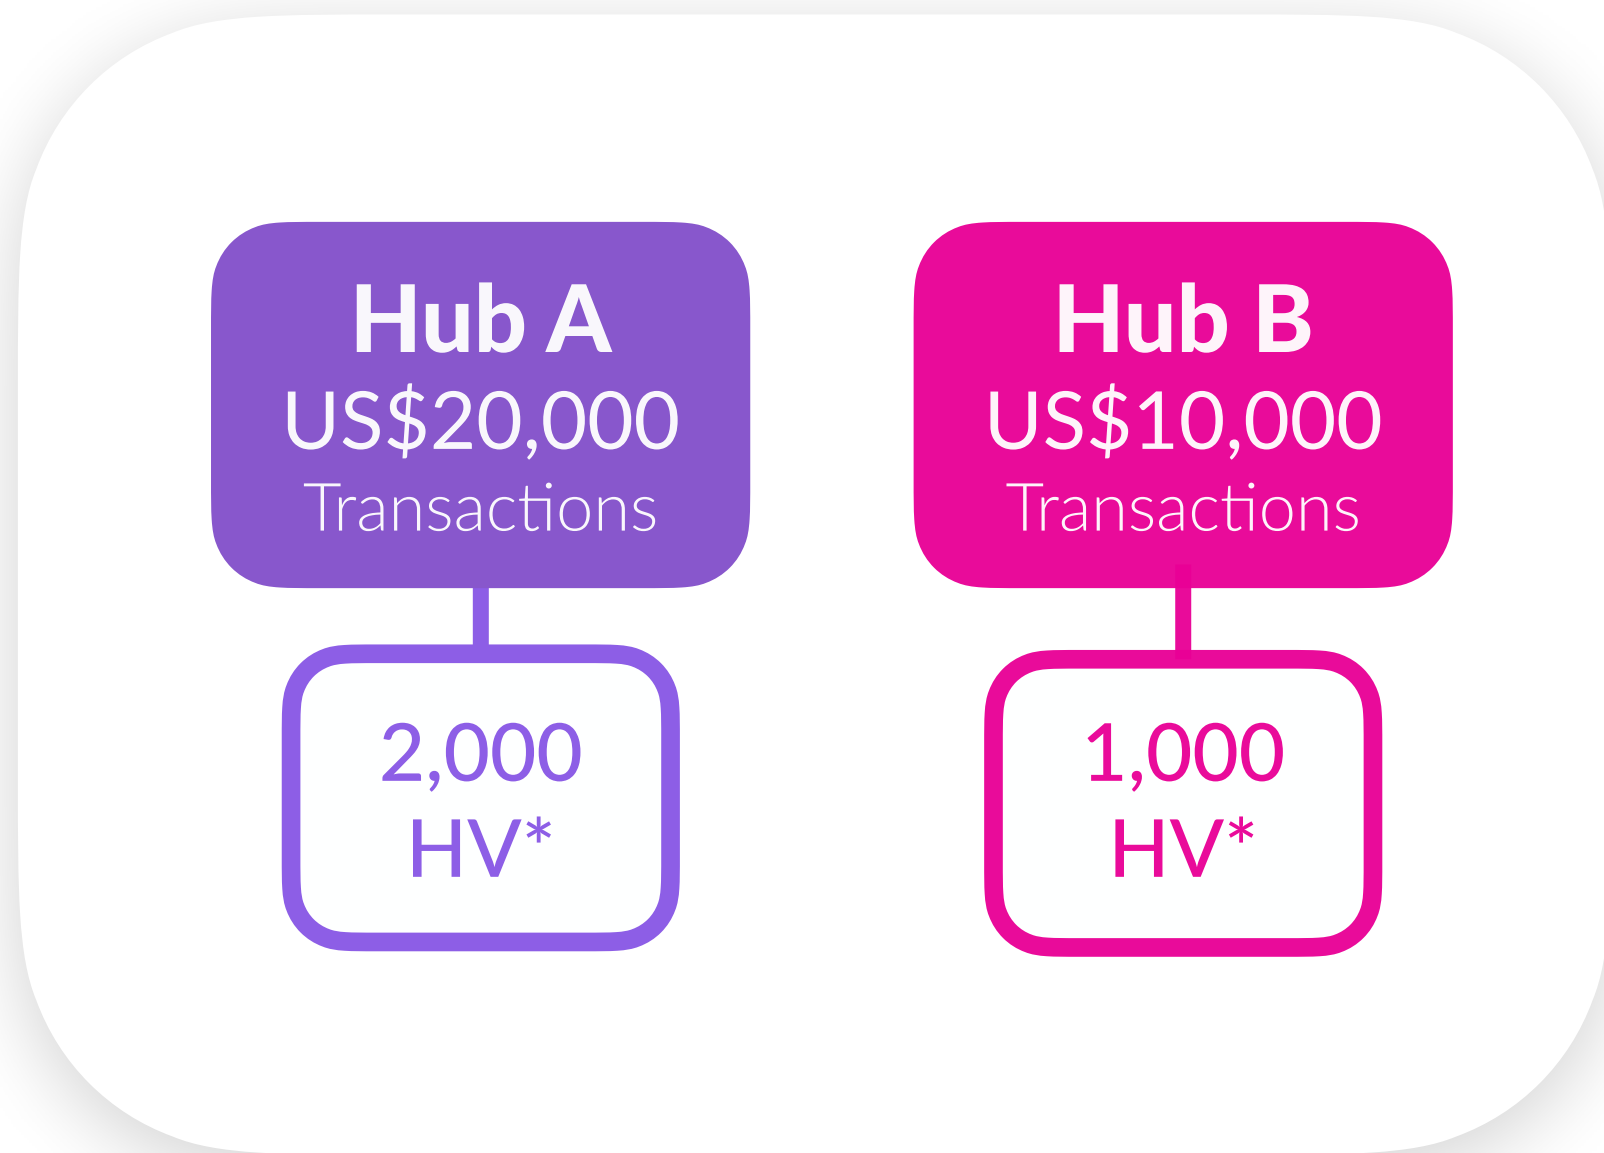 Hub A
US$20,000
Transactions
2,000
HV*
Hub B
US$10,000
Transactions
1,000
HV*